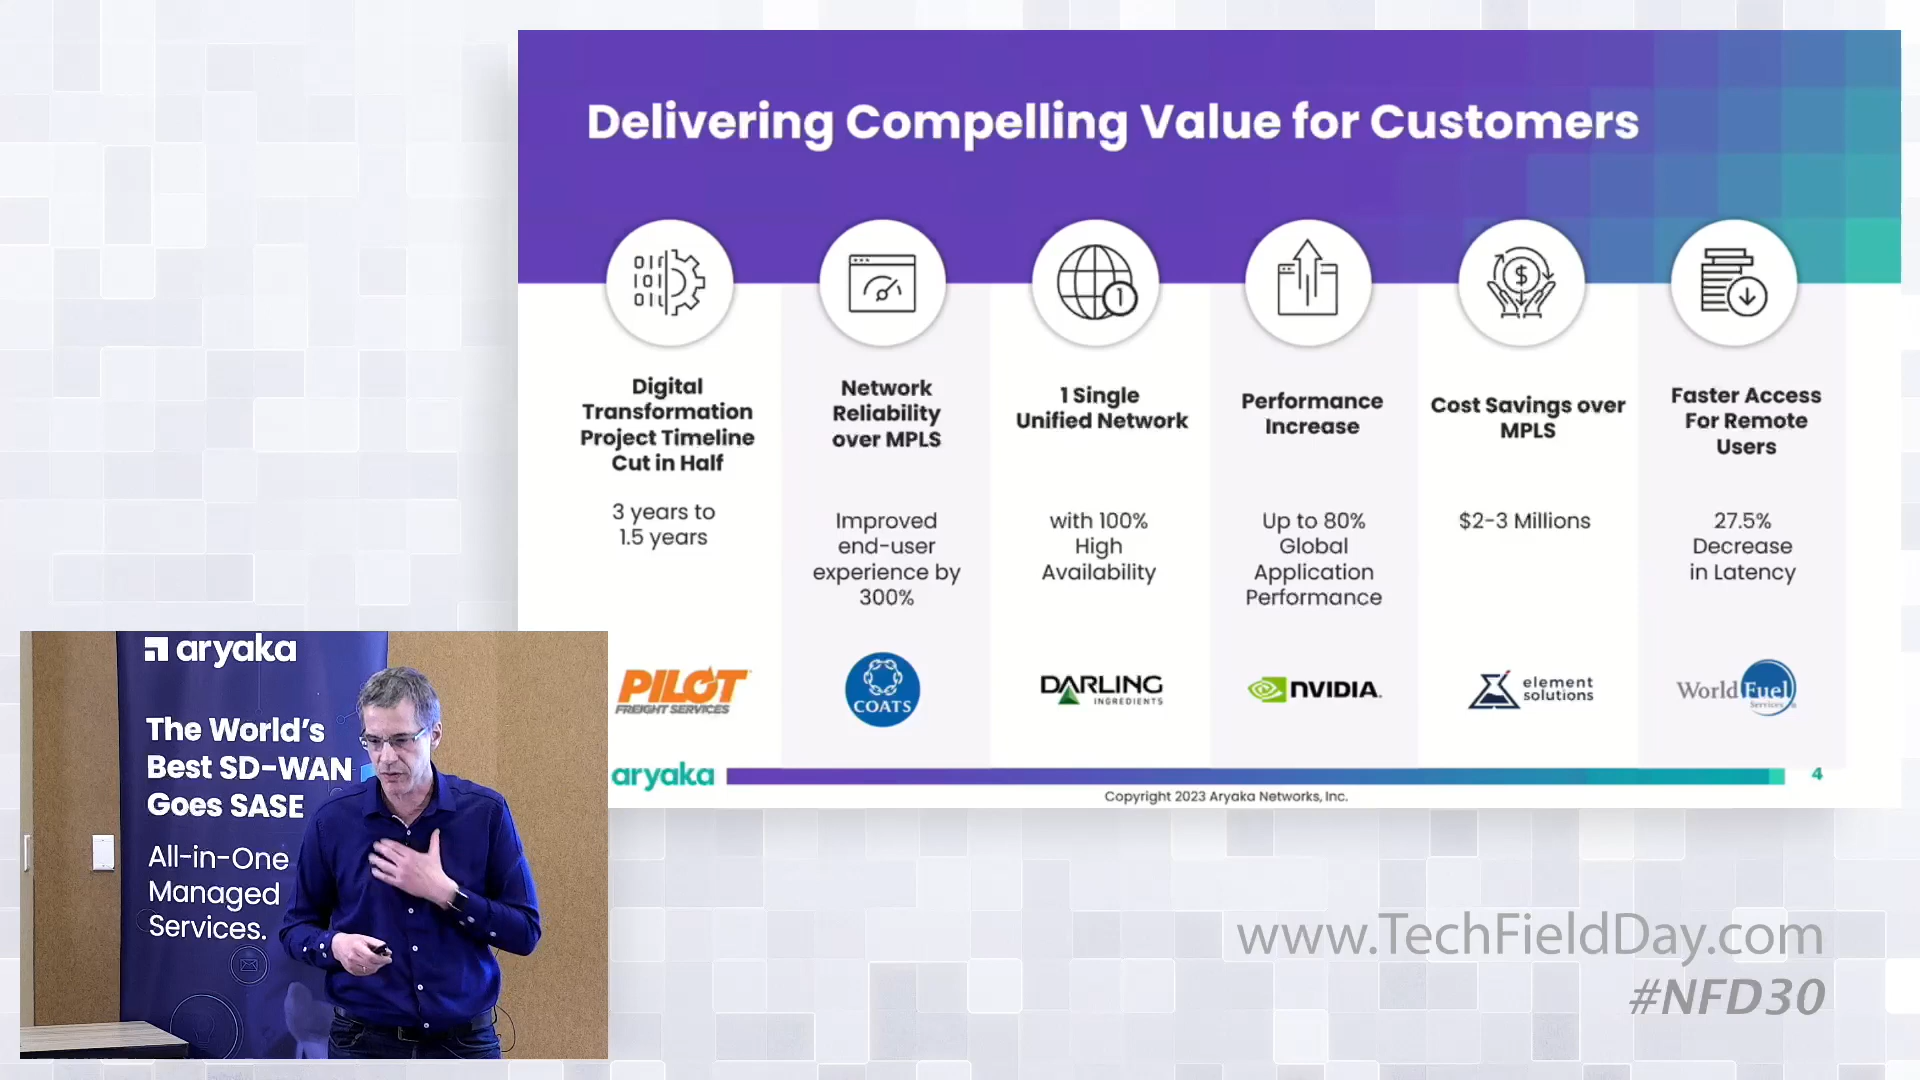 Delivering Compelling Value for Customers
Digital
Transformation
Project Timeline
Cut in Half
3 years to
1.5 years
PILOT
FREIGHT SERVICES
Network
Reliability
over MPLS
Improved
end-user
experience by
300%
COATS
1
1 Single
Unified Network
with 100%
High
Availability
DARLING
INGREDIENTS
Performance
Increase
Up to 80%
Global
Application
Performance
NVIDIA.
$
Cost Savings over
MPLS
$2-3 Millions
element
solutions
Faster Access
For Remote
Users
27.5%
Decrease
in Latency
World Fuel
Services
aryaka
4
Copyright 2023 Aryaka Networks, Inc.
aryaka
The World's
Best SD-WAN
Goes SASE
All-in-One
Managed
Services.
www.TechFieldDay.com
#NFD30